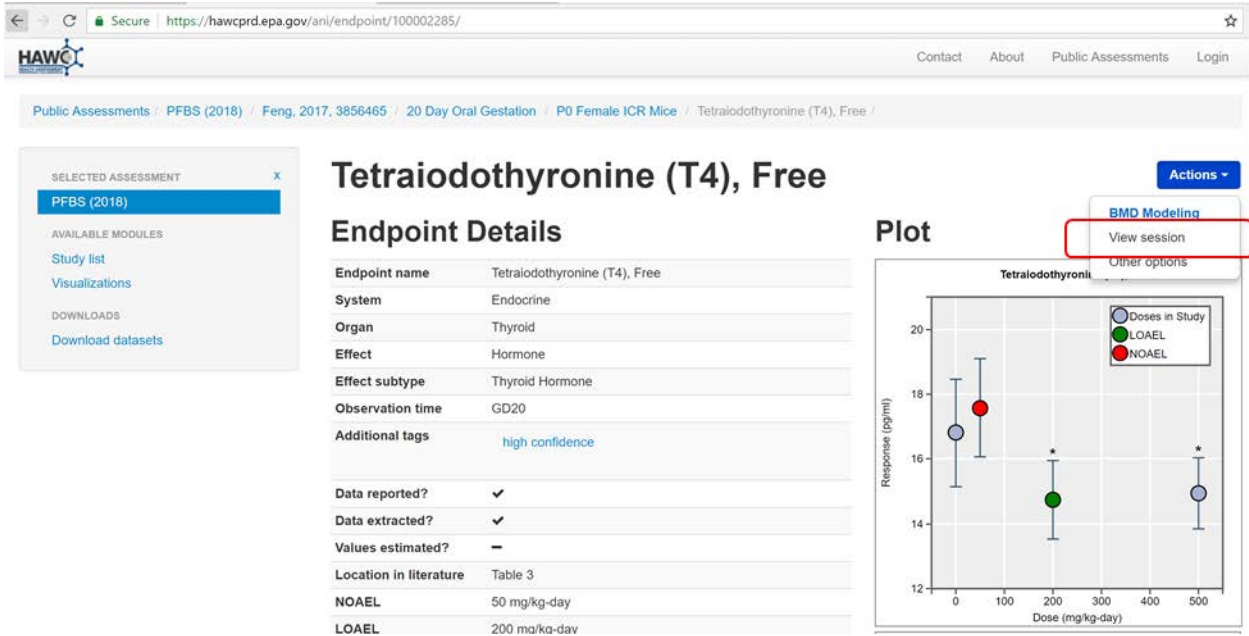 Secure https://hawcprd.epa.gov/ani/endpoint/100002285/
HAWC
Contact About Public Assessments Login
Public Assessments / PFBS (2018) / Feng, 2017, 3856465 / 20 Day Oral Gestation / P0 Female ICR Mice / Tetraiodothyronine (T4), Free /
SELECTED ASSESSMENT x
PFBS (2018)
AVAILABLE MODULES
Study list
Visualizations
DOWNLOADS
Download datasets
Tetraiodothyronine (T4), Free
Actions
BMD Modeling
View session
Other options
Endpoint Details
Endpoint name Tetraiodothyronine (T4), Free
System Endocrine
Organ Thyroid
Effect Hormone
Effect subtype Thyroid Hormone
Observation time GD20
Additional tags high confidence
Data reported? ✓
Data extracted? ✓
Values estimated? –
Location in literature Table 3
NOAEL 50 mg/kg-day
LOAEL 200 mg/kg-day
Plot
Doses in Study
LOAEL
NOAEL
Response (pg/ml)
20
18
16
14
12
* *
0 100 200 300 400 500
Dose (mg/kg-day)